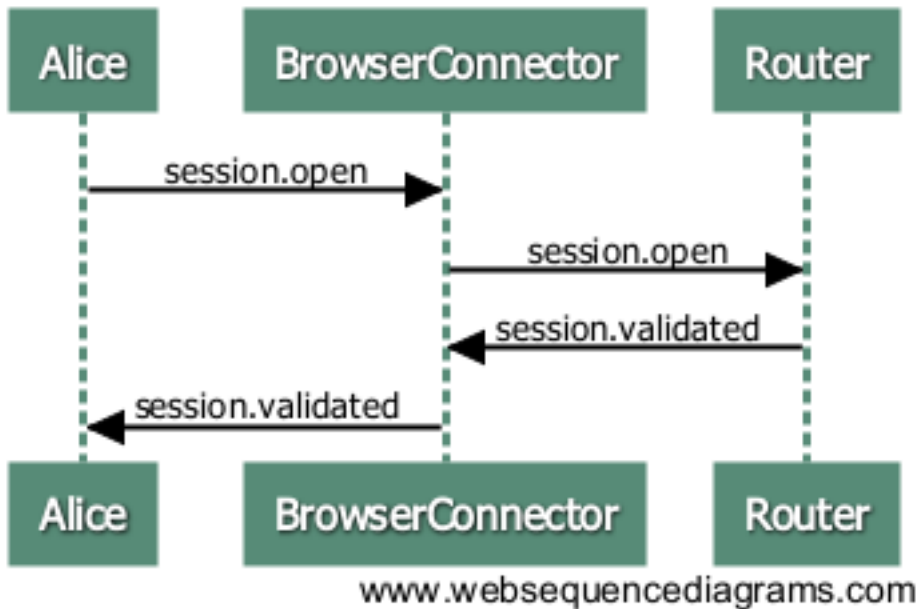 Alice BrowserConnector Router
session.open
session.open
session.validated
session.validated
Alice BrowserConnector Router
www.websequencediagrams.com